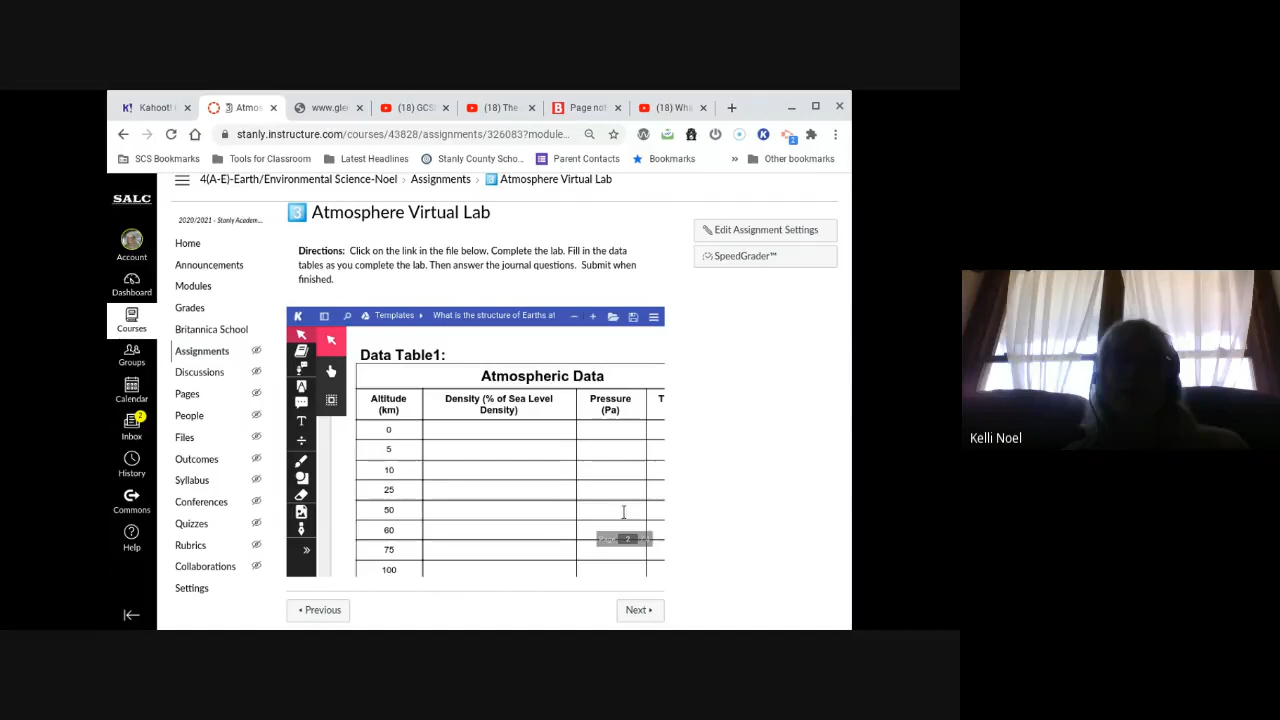 Kahoot!
Atmos
www.gle
(18) GCS
(18) The
Page not
(18) Wha
stanly.instructure.com/courses/43828/assignments/326083?module...
SCS Bookmarks
Tools for Classroom
Latest Headlines
Stanly County Scho...
Parent Contacts
Bookmarks
»
Other bookmarks
4(A-E)-Earth/Environmental Science-Noel › Assignments › 3 Atmosphere Virtual Lab
SALC
Account
Dashboard
Courses
Groups
Calendar
2
Inbox
History
Commons
Help
2020/2021 - Stanly Academ...
Home
Announcements
Modules
Grades
Britannica School
Assignments
Discussions
Pages
People
Files
Outcomes
Syllabus
Conferences
Quizzes
Rubrics
Collaborations
Settings
3 Atmosphere Virtual Lab
Directions: Click on the link in the file below. Complete the lab. Fill in the data
tables as you complete the lab. Then answer the journal questions. Submit when
finished.
Edit Assignment Settings
SpeedGrader™
K
Templates
What is the structure of Earths at
Data Table1:
Atmospheric Data
Altitude (km)
Density (% of Sea Level Density)
Pressure (Pa)
T
0
5
10
25
50
60
75
100
Page 2
Previous
Next
Kelli Noel